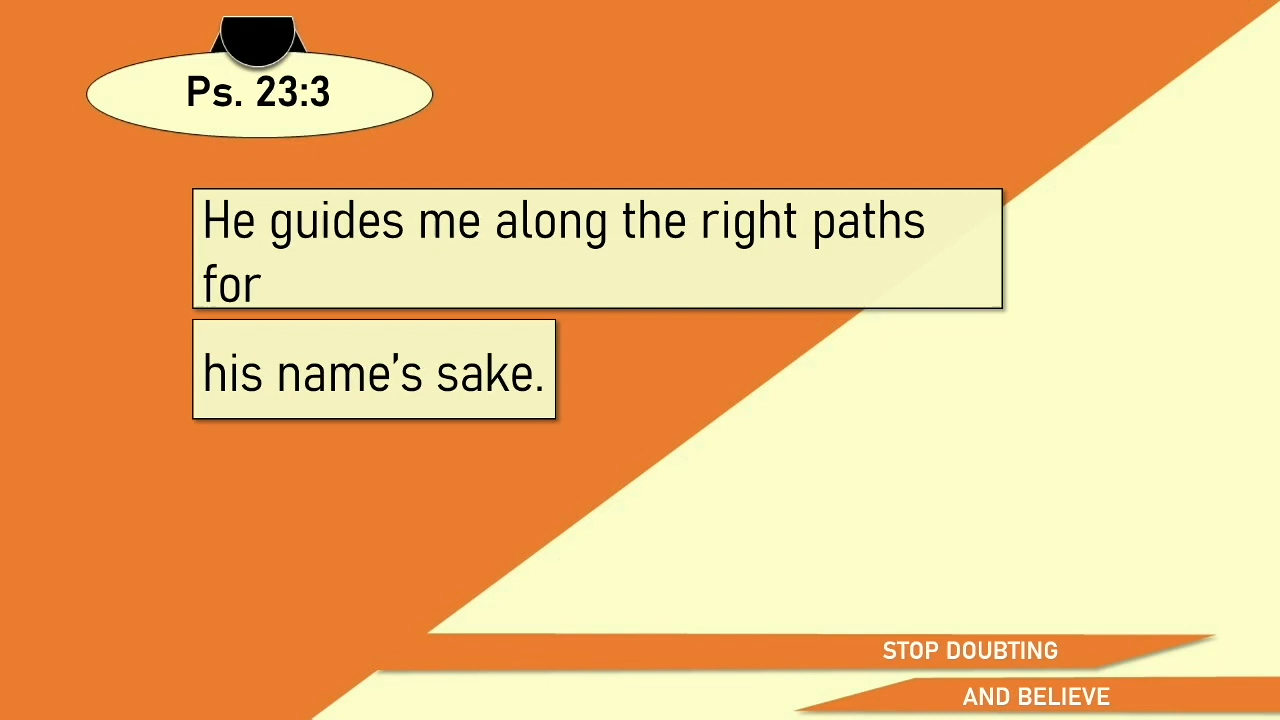 Ps. 23:3
He guides me along the right paths
for
his name’s sake.
STOP DOUBTING
AND BELIEVE